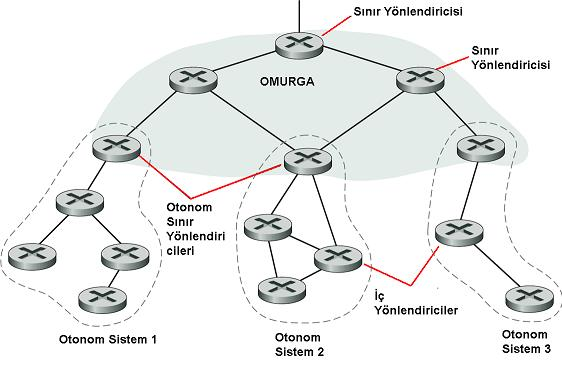 Sınır Yönlendiricisi
Sınır
Yönlendiricisi
OMURGA
Otonom
Sınır
Yönlendiri
cileri
İç
Yönlendiriciler
Otonom Sistem 1
Otonom
Sistem 2
Otonom
Sistem 3